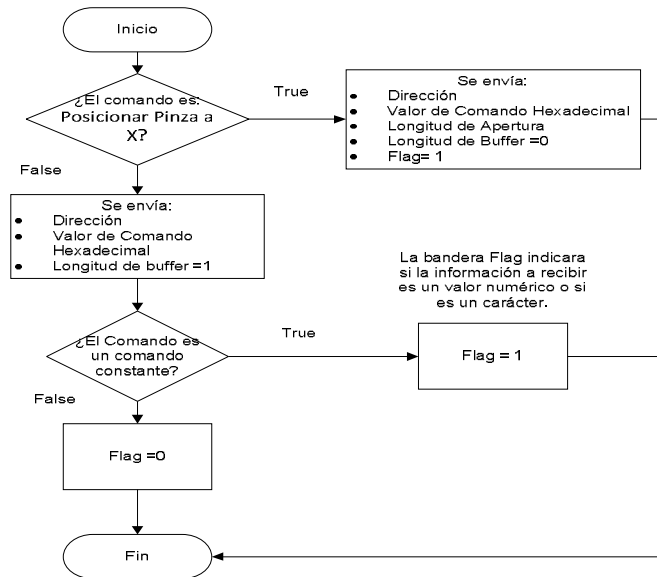 Inicio
¿El comando es:
Posicionar Pinza a
X?
True
Se envía:
• Dirección
• Valor de Comando Hexadecimal
• Longitud de Apertura
• Longitud de Buffer =0
• Flag= 1
False
Se envía:
• Dirección
• Valor de Comando
Hexadecimal
• Longitud de buffer =1
La bandera Flag indicara
si la información a recibir
es un valor numérico o si
es un carácter.
¿El Comando es
un comando
constante?
True
Flag = 1
False
Flag =0
Fin